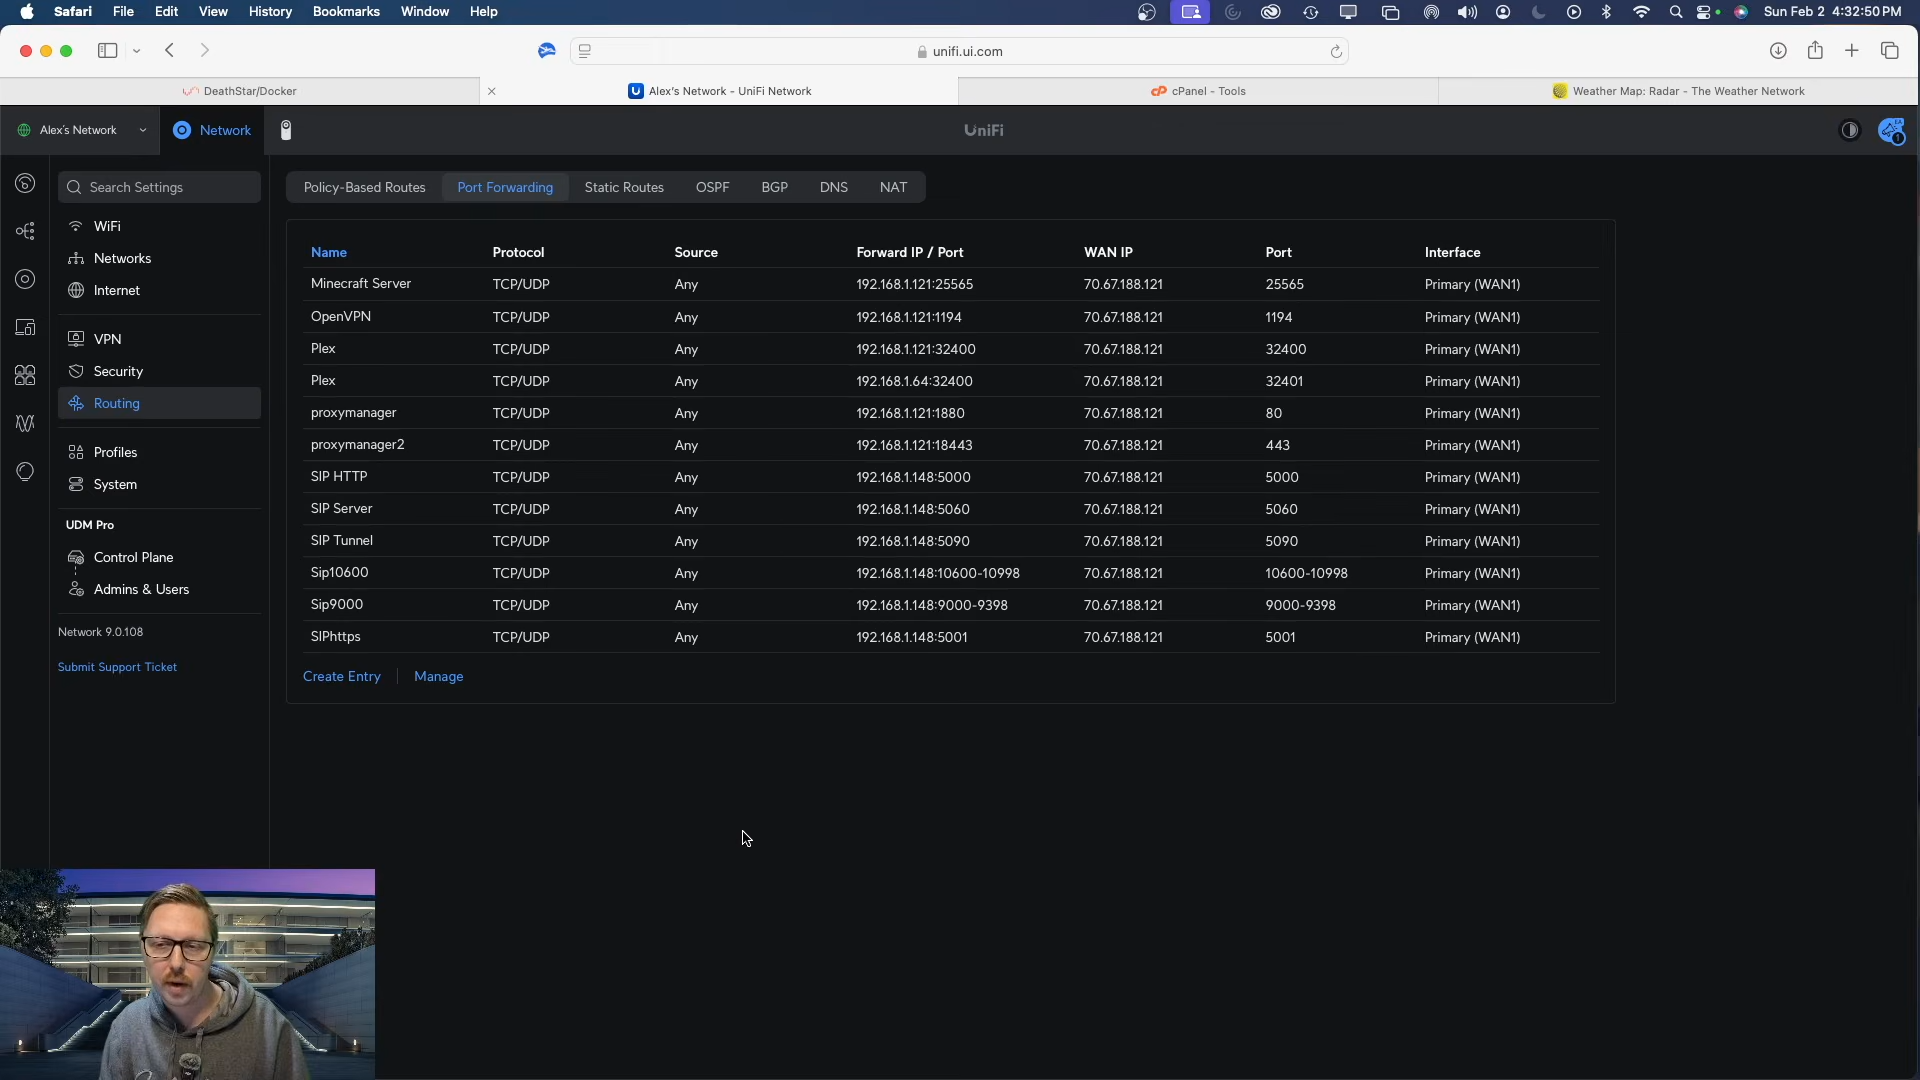 Safari File Edit View History Bookmarks Window Help Sun Feb 2 4:32:50 PM
unifi.ui.com
DeathStar/Docker Alex's Network - UniFi Network cPanel - Tools Weather Map: Radar - The Weather Network
Alex's Network Network UniFi EA 1
Search Settings
WiFi
Networks
Internet
VPN
Security
Routing
Profiles
System
UDM Pro
Control Plane
Admins & Users
Network 9.0.108
Submit Support Ticket
Policy-Based Routes Port Forwarding Static Routes OSPF BGP DNS NAT
Name Protocol Source Forward IP / Port WAN IP Port Interface
Minecraft Server TCP/UDP Any 192.168.1.121:25565 70.67.188.121 25565 Primary (WAN1)
OpenVPN TCP/UDP Any 192.168.1.121:1194 70.67.188.121 1194 Primary (WAN1)
Plex TCP/UDP Any 192.168.1.121:32400 70.67.188.121 32400 Primary (WAN1)
Plex TCP/UDP Any 192.168.1.64:32400 70.67.188.121 32401 Primary (WAN1)
proxymanager TCP/UDP Any 192.168.1.121:1880 70.67.188.121 80 Primary (WAN1)
proxymanager2 TCP/UDP Any 192.168.1.121:18443 70.67.188.121 443 Primary (WAN1)
SIP HTTP TCP/UDP Any 192.168.1.148:5000 70.67.188.121 5000 Primary (WAN1)
SIP Server TCP/UDP Any 192.168.1.148:5060 70.67.188.121 5060 Primary (WAN1)
SIP Tunnel TCP/UDP Any 192.168.1.148:5090 70.67.188.121 5090 Primary (WAN1)
Sip10600 TCP/UDP Any 192.168.1.148:10600-10998 70.67.188.121 10600-10998 Primary (WAN1)
Sip9000 TCP/UDP Any 192.168.1.148:9000-9398 70.67.188.121 9000-9398 Primary (WAN1)
SIPhttps TCP/UDP Any 192.168.1.148:5001 70.67.188.121 5001 Primary (WAN1)
Create Entry Manage